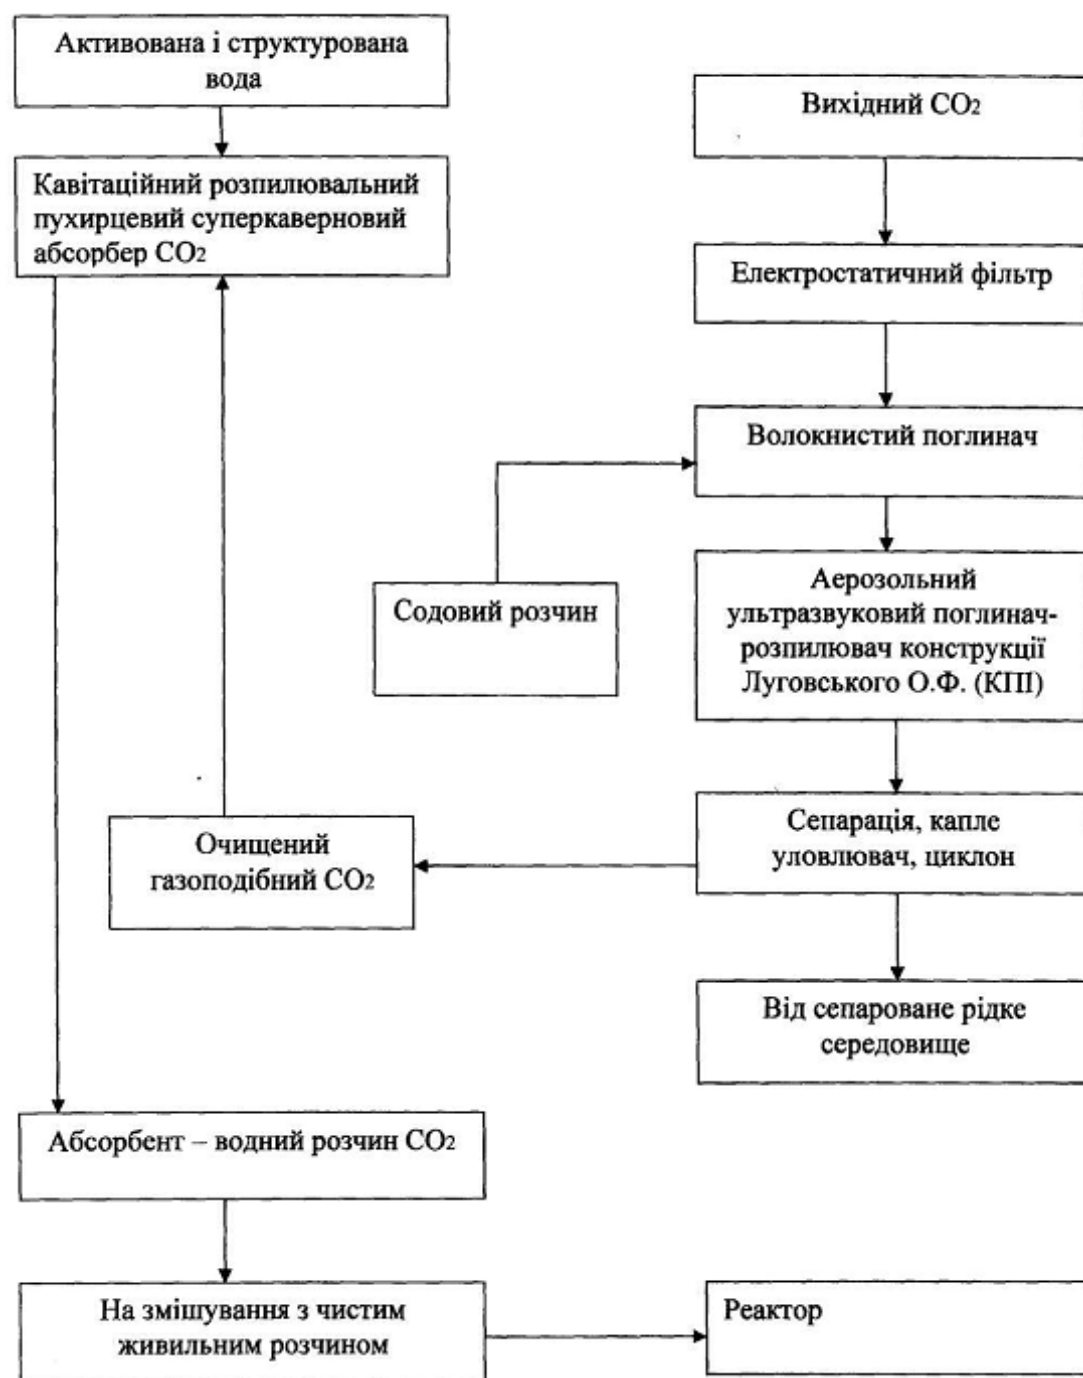 Активована і структурована
вода
Вихідний CO2
Кавітаційний розпилювальний
пухирцевий суперкаверновий
абсорбер CO2
Електростатичний фільтр
Волокнистий поглинач
Содовий розчин
Аерозольний
ультразвуковий поглинач-
розпилювач конструкції
Луговського О.Ф. (КПІ)
Сепарація, капле
уловлювач, циклон
Очищений
газоподібний CO2
Від сепароване рідке
середовище
Абсорбент – водний розчин CO2
На змішування з чистим
живильним розчином
Реактор